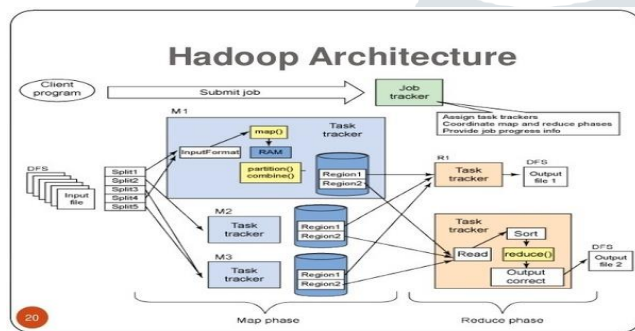 Hadoop Architecture
Client
program
Submit job
Job
tracker
Assign task trackers
Coordinate map and reduce phases
Provide job progress info
M1
Task
tracker
map()
InputFormat
RAM
partition()
combine()
Region1
Region2
DFS
Input
file
Split1
Split2
Split3
Split4
Split5
M2
Task
tracker
Region1
Region2
M3
Task
tracker
Region1
Region2
R1
Task
tracker
DFS
Output
file 1
Task
tracker
Sort
Read
reduce()
Output
correct
DFS
Output
file 2
Map phase
Reduce phase
20